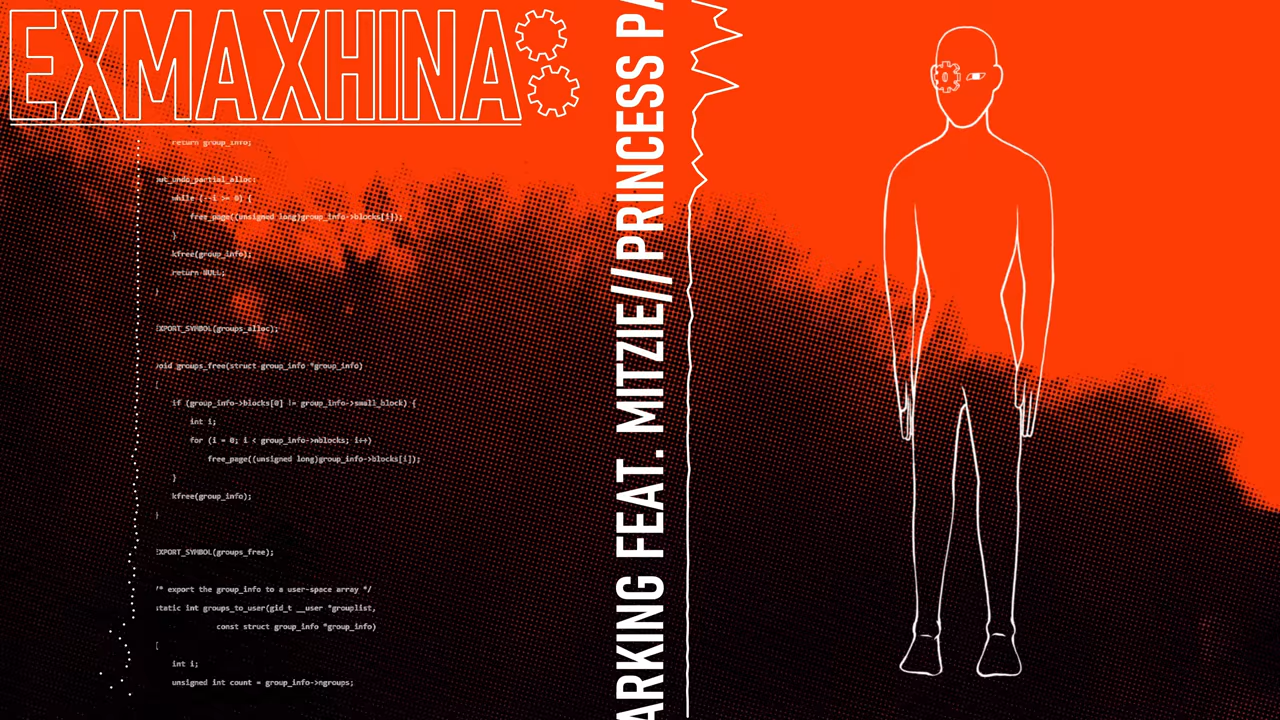 EXMAXHINA
return group_info;
out_undo_partial_alloc:
while (--i >= 0) {
free_page((unsigned long)group_info->blocks[i]);
}
kfree(group_info);
return NULL;
}
EXPORT_SYMBOL(groups_alloc);
void groups_free(struct group_info *group_info)
{
if (group_info->blocks[0] != group_info->small_block) {
int i;
for (i = 0; i < group_info->nblocks; i++)
free_page((unsigned long)group_info->blocks[i]);
}
kfree(group_info);
}
EXPORT_SYMBOL(groups_free);
/* export the group_info to a user-space array */
static int groups_to_user(gid_t __user *grouplist,
const struct group_info *group_info)
{
int i;
unsigned int count = group_info->ngroups;
ARKING FEAT. MITZIE//PRINCESS PA